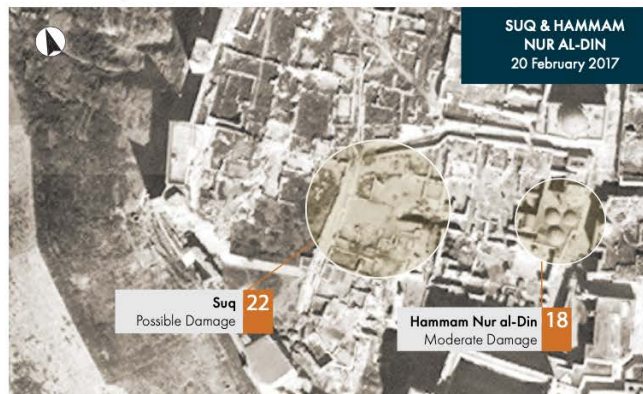 SUQ & HAMMAM
NUR AL-DIN
20 February 2017
Suq
Possible Damage
22
Hammam Nur al-Din
Moderate Damage
18